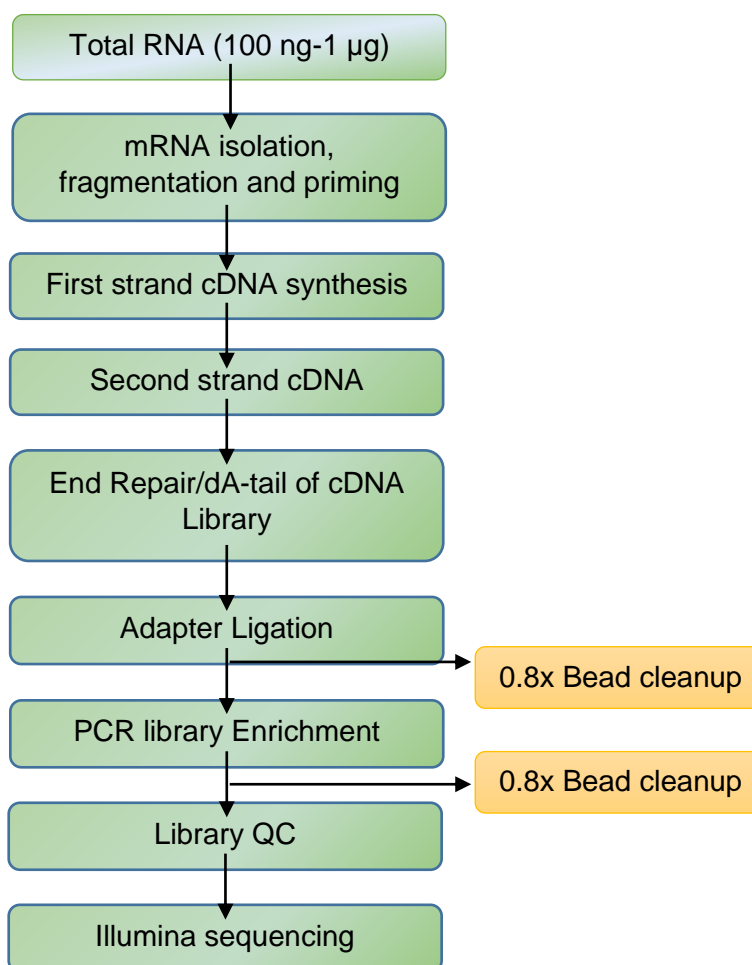 Total RNA (100 ng-1 µg)
mRNA isolation,
fragmentation and priming
First strand cDNA synthesis
Second strand cDNA
End Repair/dA-tail of cDNA
Library
Adapter Ligation
0.8x Bead cleanup
PCR library Enrichment
0.8x Bead cleanup
Library QC
Illumina sequencing